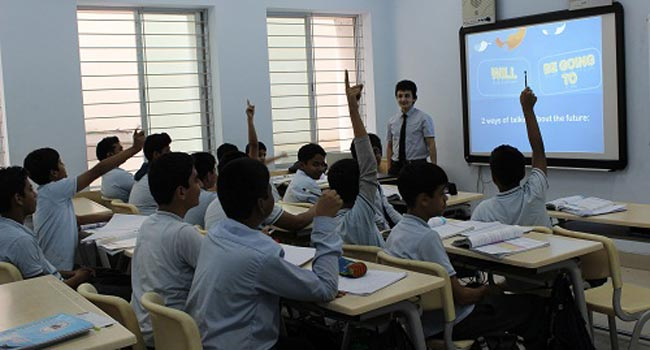 WILL
BE GOING
TO
2 ways of talking about the future: